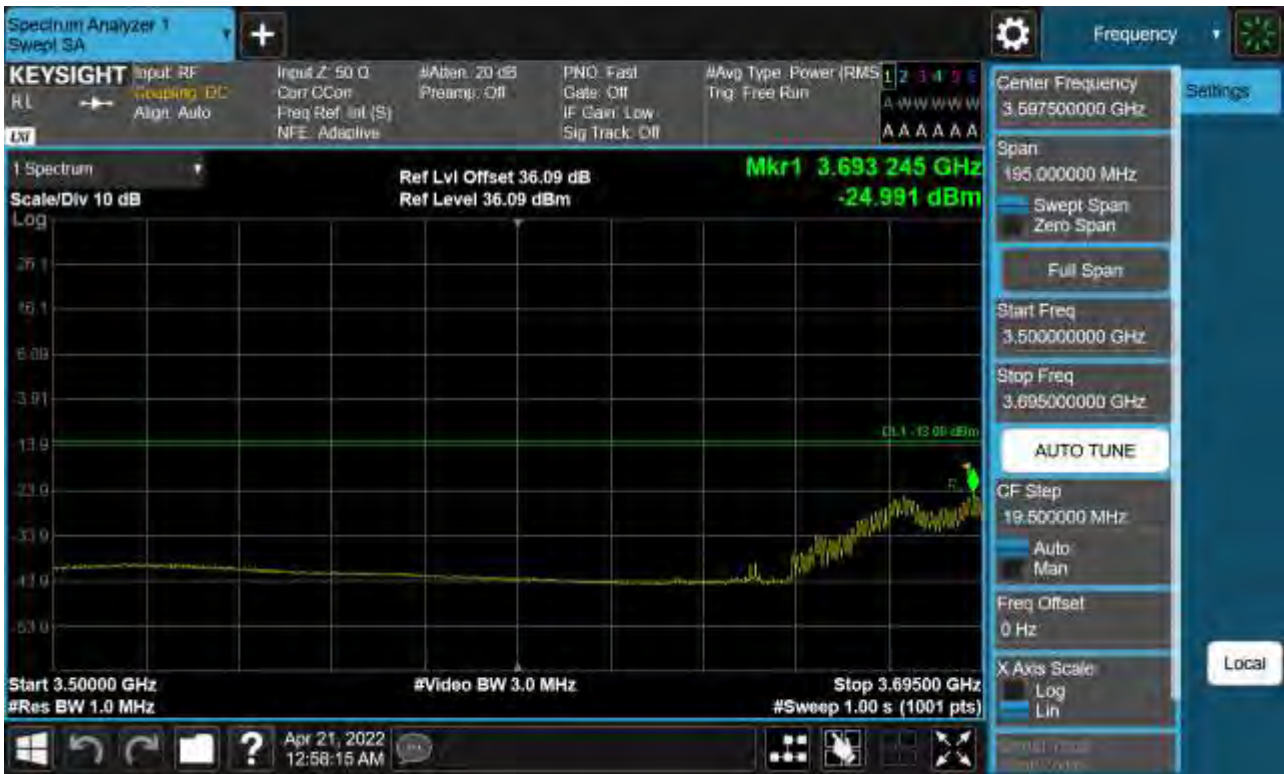 Spectrum Analyzer 1
Swept SA
Frequency
KEYSIGHT
RL
LXI
Input: RF
Coupling: DC
Align: Auto
Input Z: 50 Ω
Corr CCorr
Freq Ref: Int (S)
NFE: Adaptive
#Atten: 20 dB
Preamp: Off
PNO: Fast
Gate: Off
IF Gain: Low
Sig Track: Off
#Avg Type: Power (RMS
Trig: Free Run
1 2 3 4 5 6
A W W W W W
A A A A A A
1 Spectrum
Scale/Div 10 dB
Log
Ref Lvl Offset 36.09 dB
Ref Level 36.09 dBm
Mkr1 3.693 245 GHz
-24.991 dBm
26.1
16.1
6.09
-3.91
-13.9
-23.9
-33.9
-43.9
-53.9
DL1 -13.00 dBm
Start 3.50000 GHz
#Res BW 1.0 MHz
#Video BW 3.0 MHz
Stop 3.69500 GHz
#Sweep 1.00 s (1001 pts)
Center Frequency
3.597500000 GHz
Span
195.000000 MHz
Swept Span
Zero Span
Full Span
Start Freq
3.500000000 GHz
Stop Freq
3.695000000 GHz
AUTO TUNE
CF Step
19.500000 MHz
Auto
Man
Freq Offset
0 Hz
X Axis Scale
Log
Lin
Settings
Local
?
Apr 21, 2022
12:58:15 AM